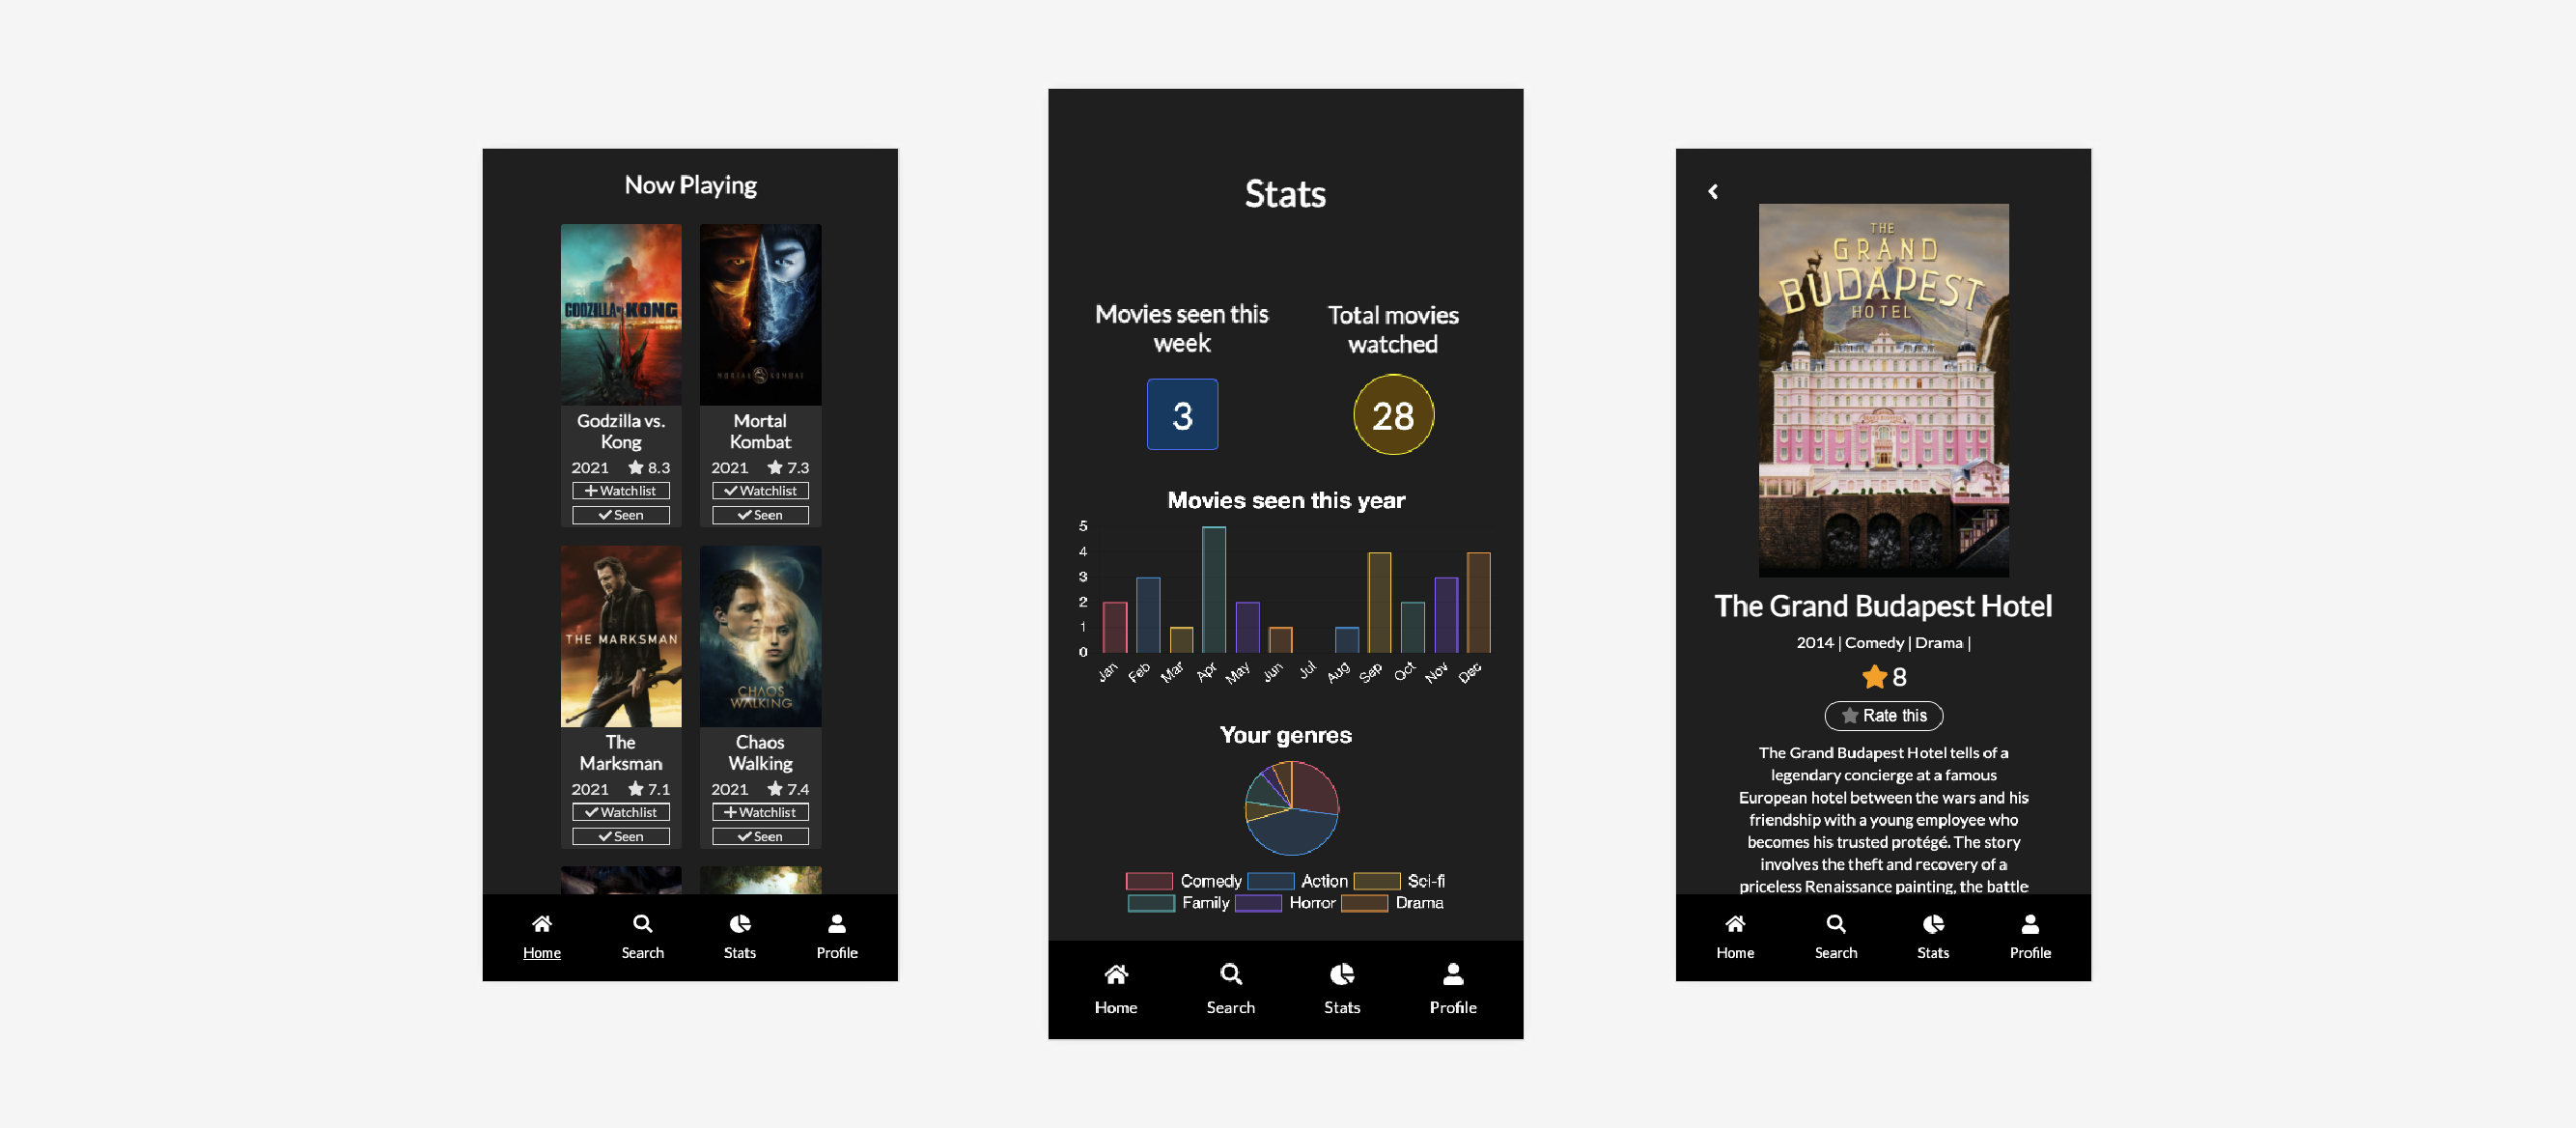 Now Playing
GODZILLA VS KONG
MORTAL KOMBAT
Godzilla vs.
Kong
Mortal
Kombat
2021 8.3
2021 7.3
Watchlist
Watchlist
Seen
Seen
THE MARKSMAN
CHAOS
WALKING
The
Marksman
Chaos
Walking
2021 7.1
2021 7.4
Watchlist
Watchlist
Seen
Seen
Home
Search
Stats
Profile
Stats
Movies seen this
week
Total movies
watched
3
28
Movies seen this year
5
4
3
2
1
0
Jan
Feb
Mar
Apr
May
Jun
Jul
Aug
Sep
Oct
Nov
Dec
Your genres
Comedy Action Sci-fi
Family Horror Drama
Home
Search
Stats
Profile
THE
GRAND
BUDAPEST
HOTEL
The Grand Budapest Hotel
2014 | Comedy | Drama |
8
Rate this
The Grand Budapest Hotel tells of a
legendary concierge at a famous
European hotel between the wars and his
friendship with a young employee who
becomes his trusted protégé. The story
involves the theft and recovery of a
priceless Renaissance painting, the battle
Home
Search
Stats
Profile